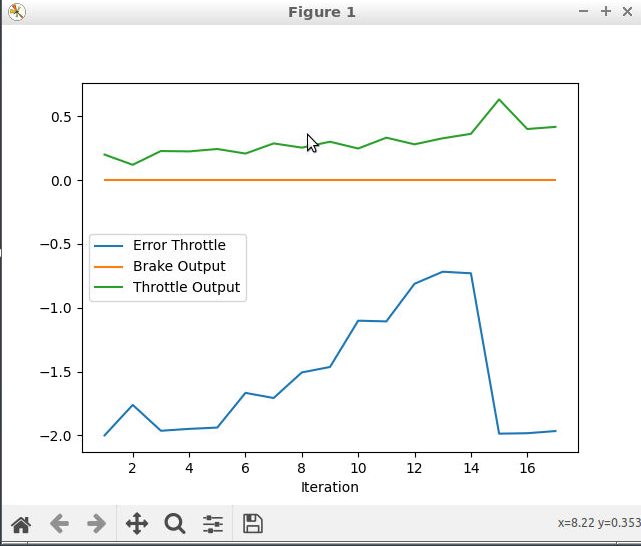 Figure 1
0.5
0.0
−0.5
−1.0
−1.5
−2.0
Error Throttle
Brake Output
Throttle Output
2 4 6 8 10 12 14 16
Iteration
x=8.22 y=0.353